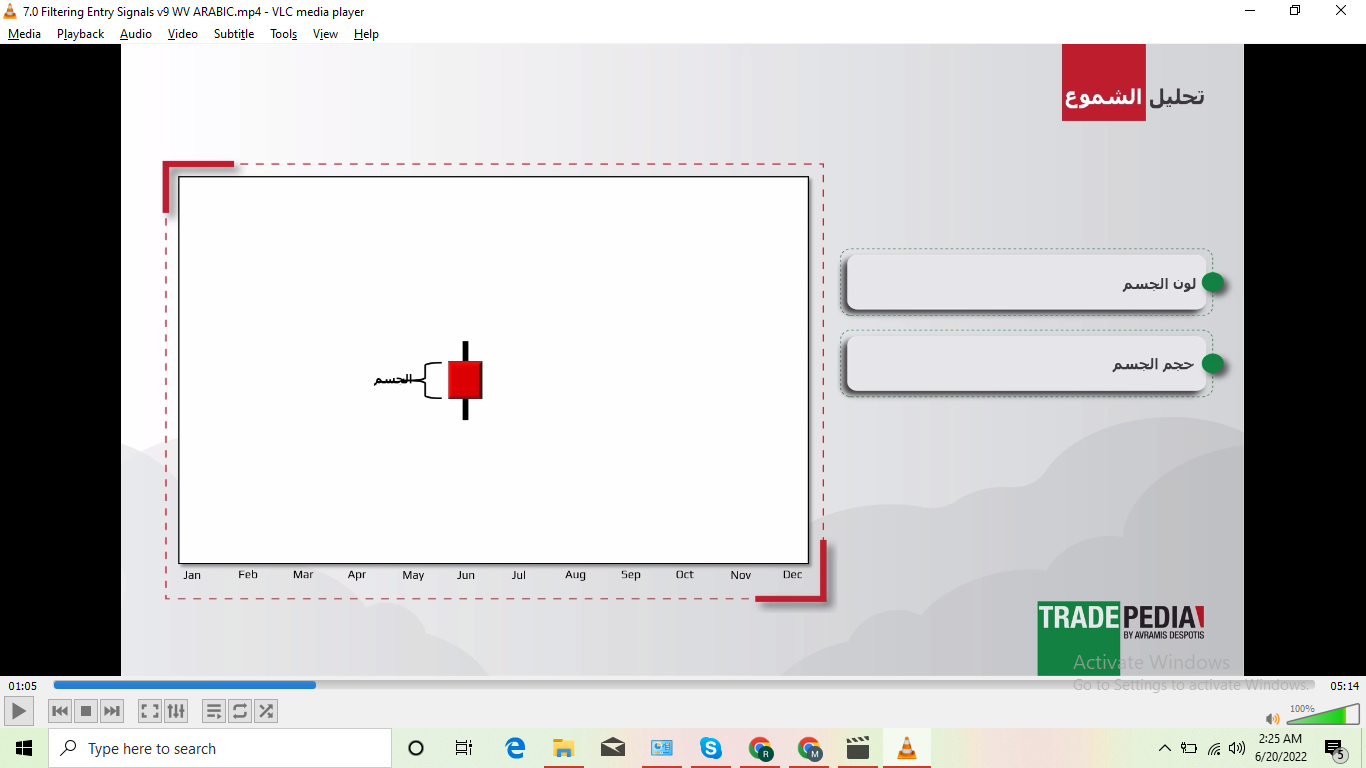 7.0 Filtering Entry Signals v9 WV ARABIC.mp4 - VLC media player
Media Playback Audio Video Subtitle Tools View Help
تحليل الشموع
لون الجسم
حجم الجسم
الجسم
Jan Feb Mar Apr May Jun Jul Aug Sep Oct Nov Dec
TRADEPEDIA
BY AVRAMIS DESPOTIS
Activate Windows
Go to Settings to activate Windows.
01:05
05:14
100%
Type here to search
R
M
2:25 AM
6/20/2022
5